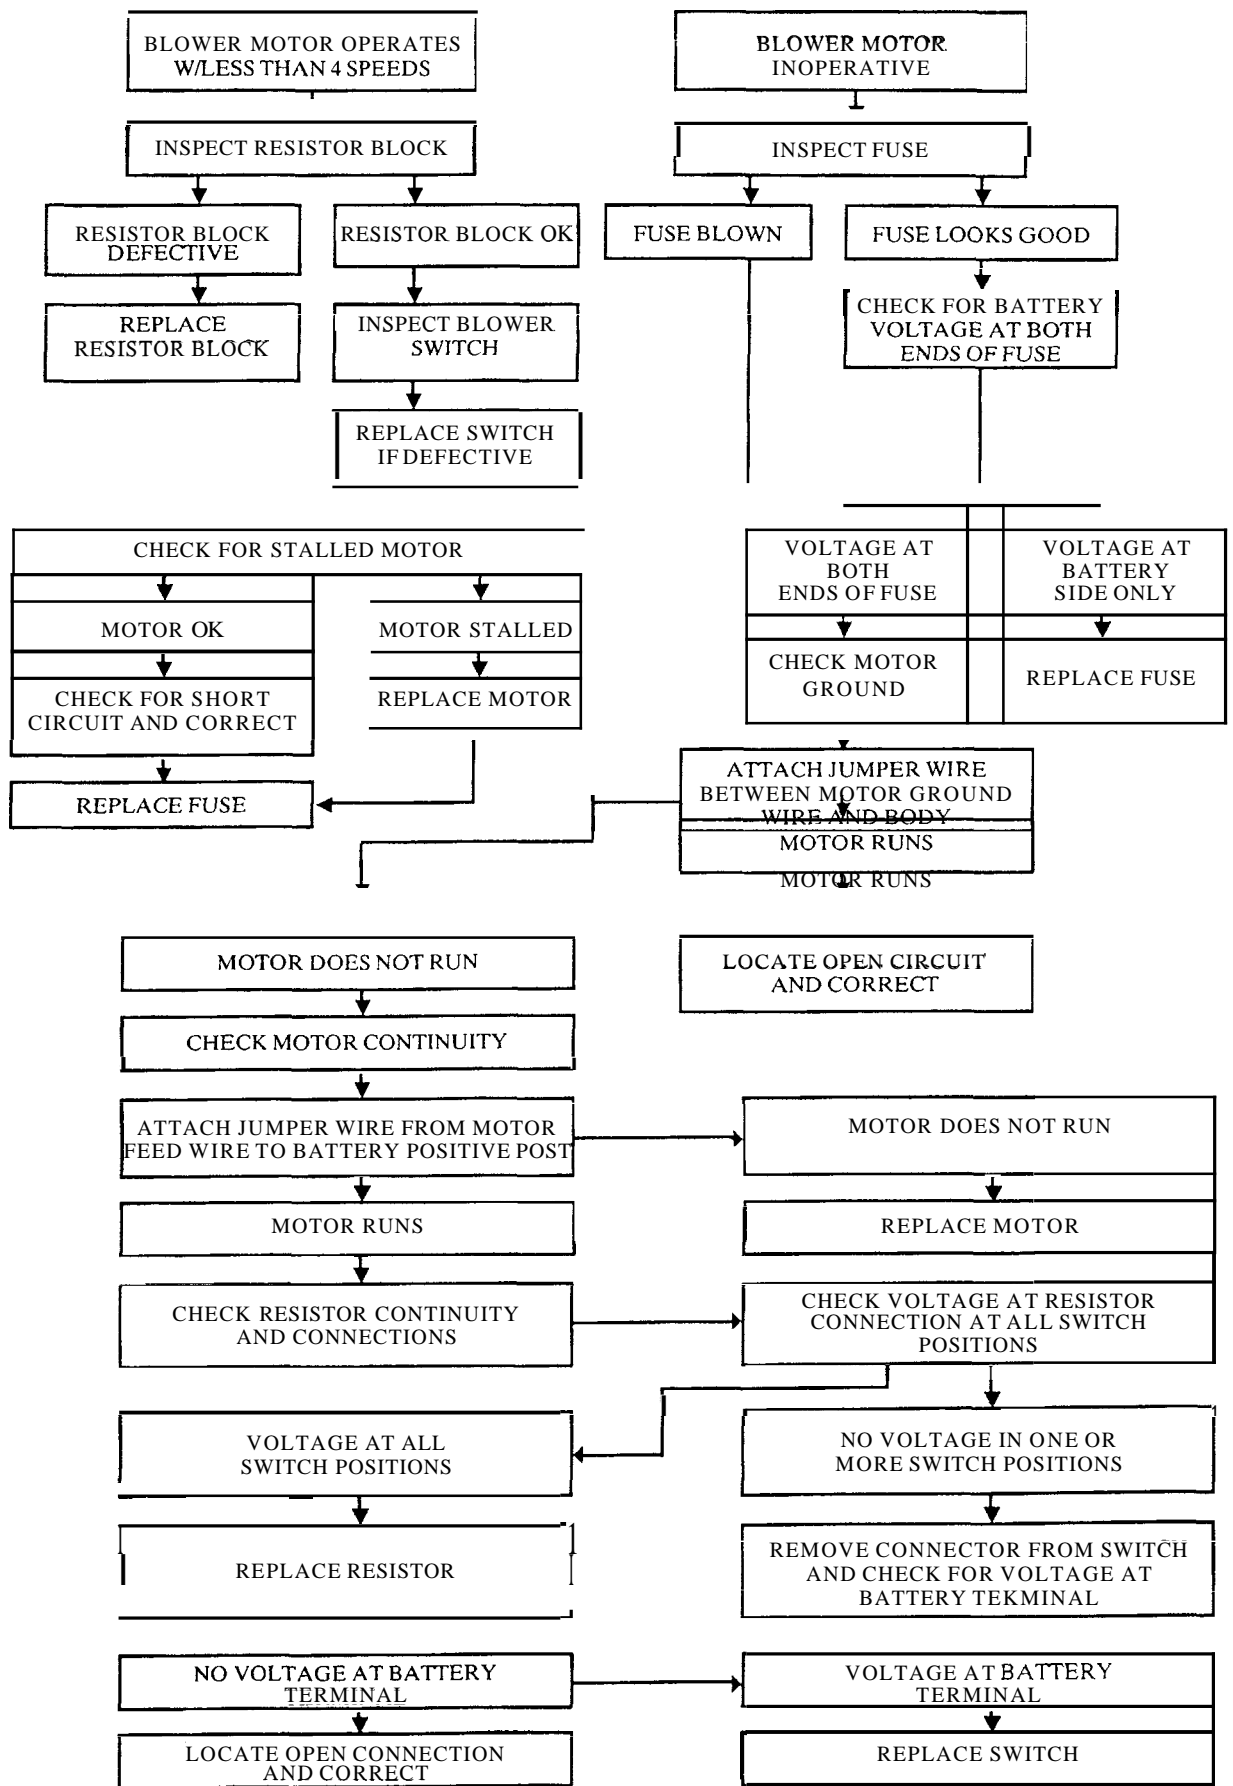 BLOWER MOTOR OPERATES
W/LESS THAN 4 SPEEDS
BLOWER MOTOR
INOPERATIVE
INSPECT RESISTOR BLOCK
INSPECT FUSE
RESISTOR BLOCK
DEFECTIVE
RESISTOR BLOCK OK
FUSE BLOWN
FUSE LOOKS GOOD
REPLACE
RESISTOR BLOCK
INSPECT BLOWER
SWITCH
CHECK FOR BATTERY
VOLTAGE AT BOTH
ENDS OF FUSE
REPLACE SWITCH
IF DEFECTIVE
CHECK FOR STALLED MOTOR
VOLTAGE AT
BOTH
ENDS OF FUSE
VOLTAGE AT
BATTERY
SIDE ONLY
MOTOR OK
MOTOR STALLED
CHECK MOTOR
GROUND
REPLACE FUSE
CHECK FOR SHORT
CIRCUIT AND CORRECT
REPLACE MOTOR
REPLACE FUSE
ATTACH JUMPER WIRE
BETWEEN MOTOR GROUND
WIRE AND BODY
MOTOR RUNS
MOTOR RUNS
MOTOR DOES NOT RUN
LOCATE OPEN CIRCUIT
AND CORRECT
CHECK MOTOR CONTINUITY
ATTACH JUMPER WIRE FROM MOTOR
FEED WIRE TO BATTERY POSITIVE POST
MOTOR DOES NOT RUN
MOTOR RUNS
REPLACE MOTOR
CHECK RESISTOR CONTINUITY
AND CONNECTIONS
CHECK VOLTAGE AT RESISTOR
CONNECTION AT ALL SWITCH
POSITIONS
VOLTAGE AT ALL
SWITCH POSITIONS
NO VOLTAGE IN ONE OR
MORE SWITCH POSITIONS
REPLACE RESISTOR
REMOVE CONNECTOR FROM SWITCH
AND CHECK FOR VOLTAGE AT
BATTERY TEKMINAL
NO VOLTAGE AT BATTERY
TERMINAL
VOLTAGE AT BATTERY
TERMINAL
LOCATE OPEN CONNECTION
AND CORRECT
REPLACE SWITCH